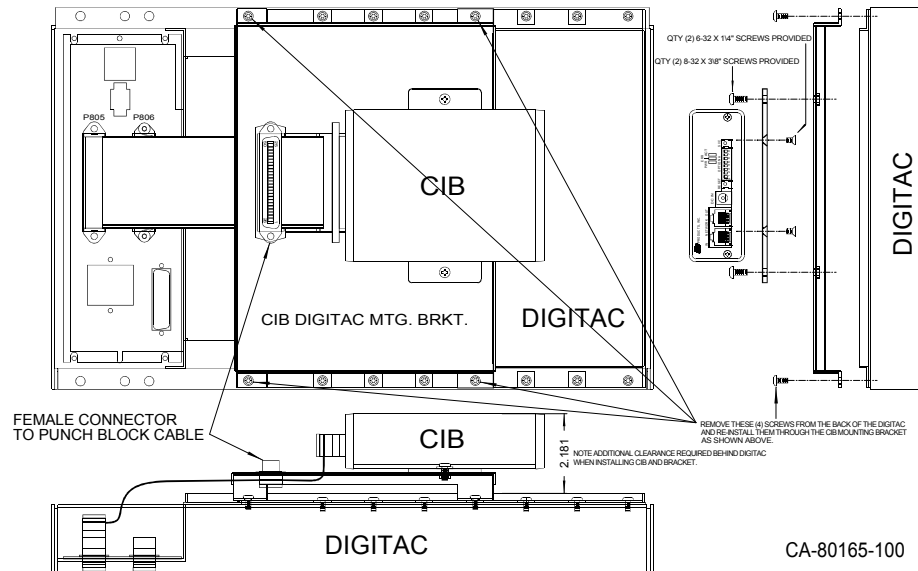 QTY (2) 6-32 X 1\4" SCREWS PROVIDED
QTY (2) 8-32 X 3\8" SCREWS PROVIDED
P805 P806
CIB
DIGITAC
CIB DIGITAC MTG. BRKT.
DIGITAC
FEMALE CONNECTOR
TO PUNCH BLOCK CABLE
REMOVE THESE (4) SCREWS FROM THE BACK OF THE DIGITAC
AND RE-INSTALL THEM THROUGH THE CIB MOUNTING BRACKET
AS SHOWN ABOVE.
CIB
2.181
NOTE ADDITIONAL CLEARANCE REQUIRED BEHIND DIGITAC
WHEN INSTALLING CIB AND BRACKET.
DIGITAC
CA-80165-100